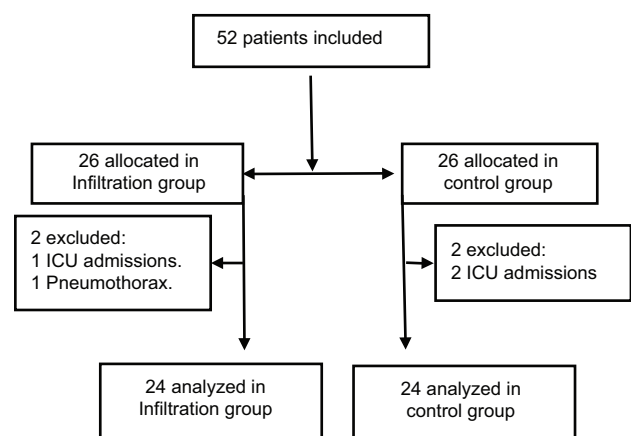 52 patients included
26 allocated in
Infiltration group
26 allocated in
control group
2 excluded:
1 ICU admissions.
1 Pneumothorax.
2 excluded:
2 ICU admissions
24 analyzed in
Infiltration group
24 analyzed in
control group